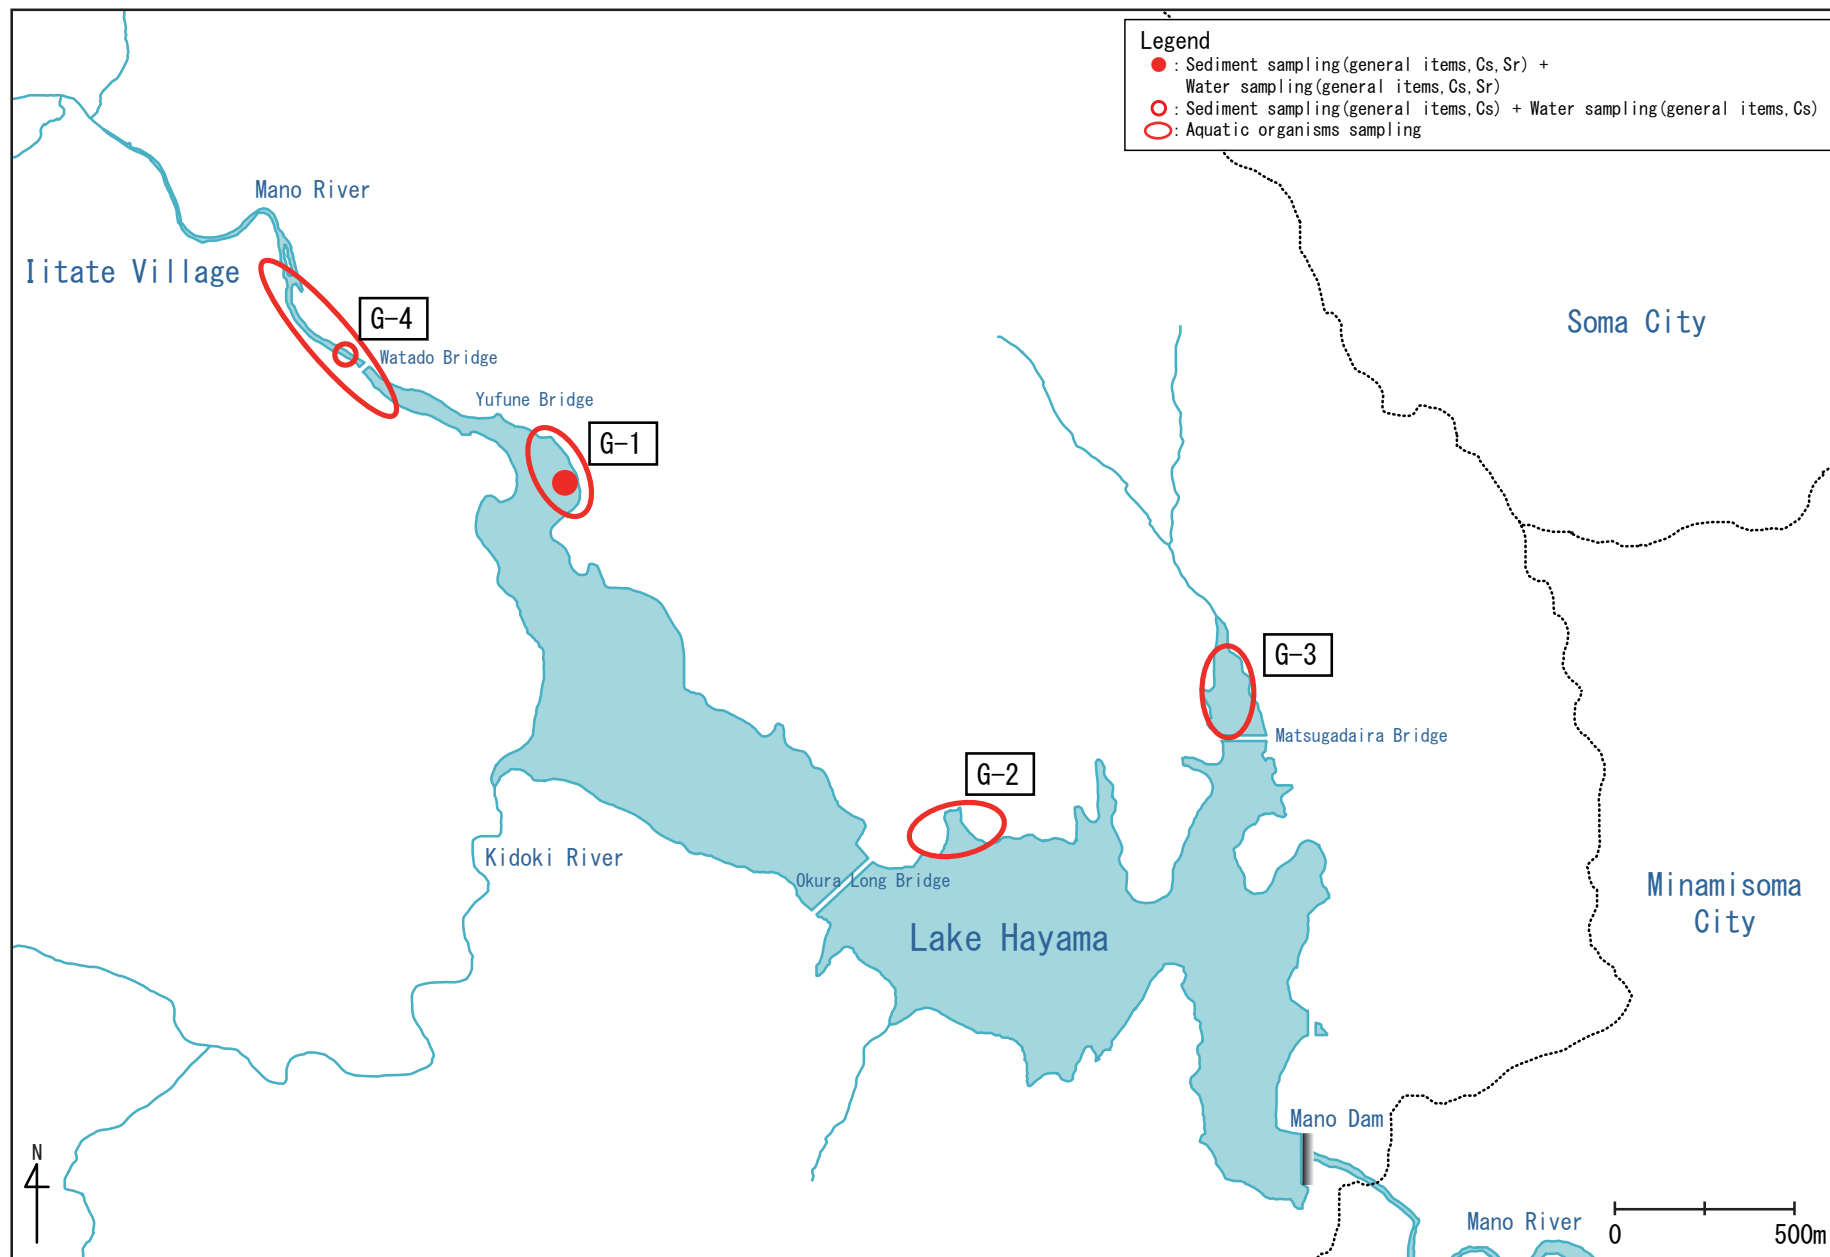 Legend
: Sediment sampling(general items,Cs,Sr) +
Water sampling(general items,Cs,Sr)
: Sediment sampling(general items,Cs) + Water sampling(general items,Cs)
: Aquatic organisms sampling
Mano River
Iitate Village
G-4
Soma City
Watado Bridge
Yufune Bridge
G-1
G-3
Matsugadaira Bridge
G-2
Kidoki River
Okura Long Bridge
Minamisoma
City
Lake Hayama
Mano Dam
N
Mano River
0 500m